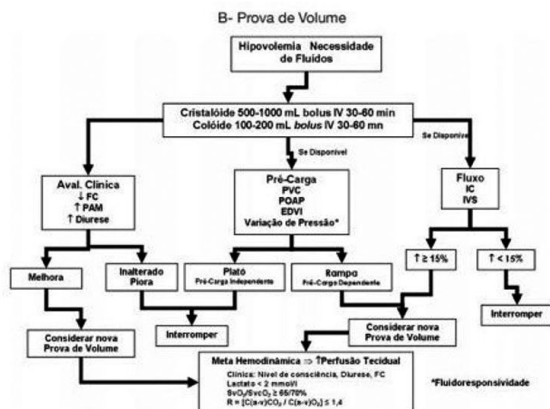 B- Prova de Volume
Hipovolemia Necessidade
de Fluídos
Cristalóide 500-1000 mL bolus IV 30-60 min
Colóide 100-200 mL bolus IV 30-60 mn
Se Disponível
Se Disponível
Aval. Clínica
↓ FC
↑ PAM
↑ Diurese
Pré-Carga
PVC
POAP
EDVI
Variação de Pressão*
Fluxo
IC
IVS
Melhora
Inalterado
Piora
Platô
Pré-Carga Independente
Rampa
Pré-Carga Dependente
↑ ≥ 15%
↑ < 15%
Considerar nova
Prova de Volume
Interromper
Considerar nova
Prova de Volume
Interromper
Meta Hemodinâmica ⇒ ↑Perfusão Tecidual
Clínica: Nível de consciência, Diurese, FC
Lactato < 2 mmol/l
SvO₂/SvcO₂ ≥ 65/70%
R = [C(a-v)CO₂ / C(a-v)O₂] ≤ 1,4
*Fluidoresponsividade